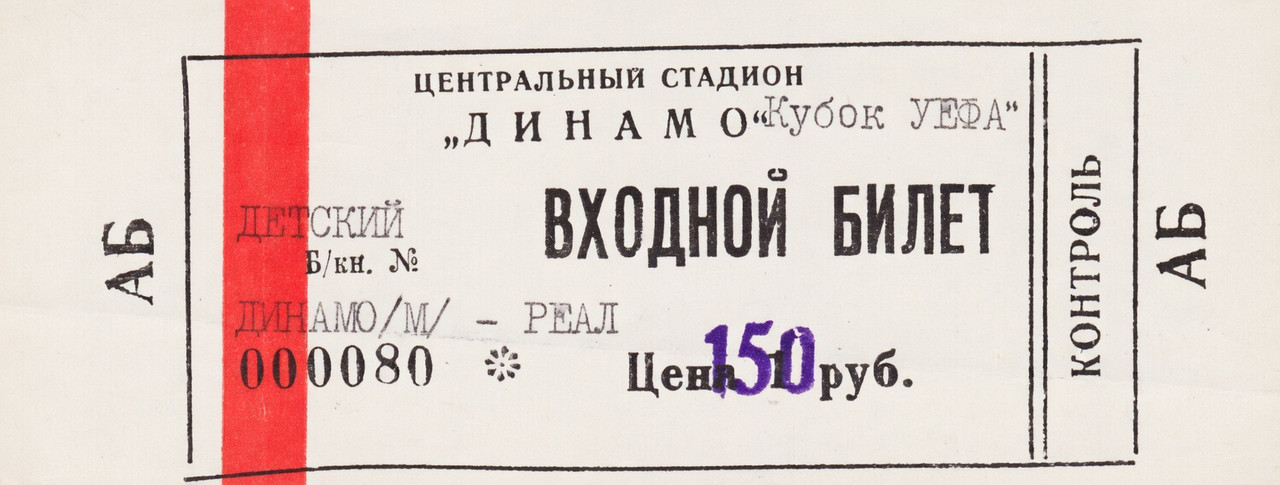 ЦЕНТРАЛЬНЫЙ СТАДИОН
„ДИНАМО“ Кубок УЕФА"
ВХОДНОЙ БИЛЕТ
ДЕТСКИЙ
Б/кн. №
ДИНАМО/М/ - РЕАЛ
000080 * Цена 1 руб.
150
КОНТРОЛЬ
АБ
АБ